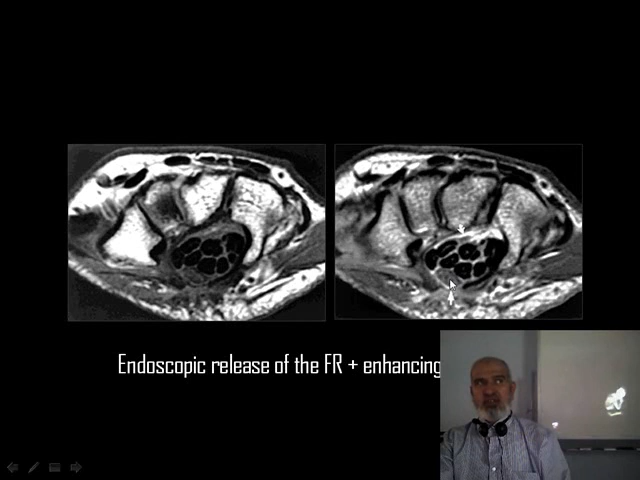 Endoscopic release of the FR + enhancing